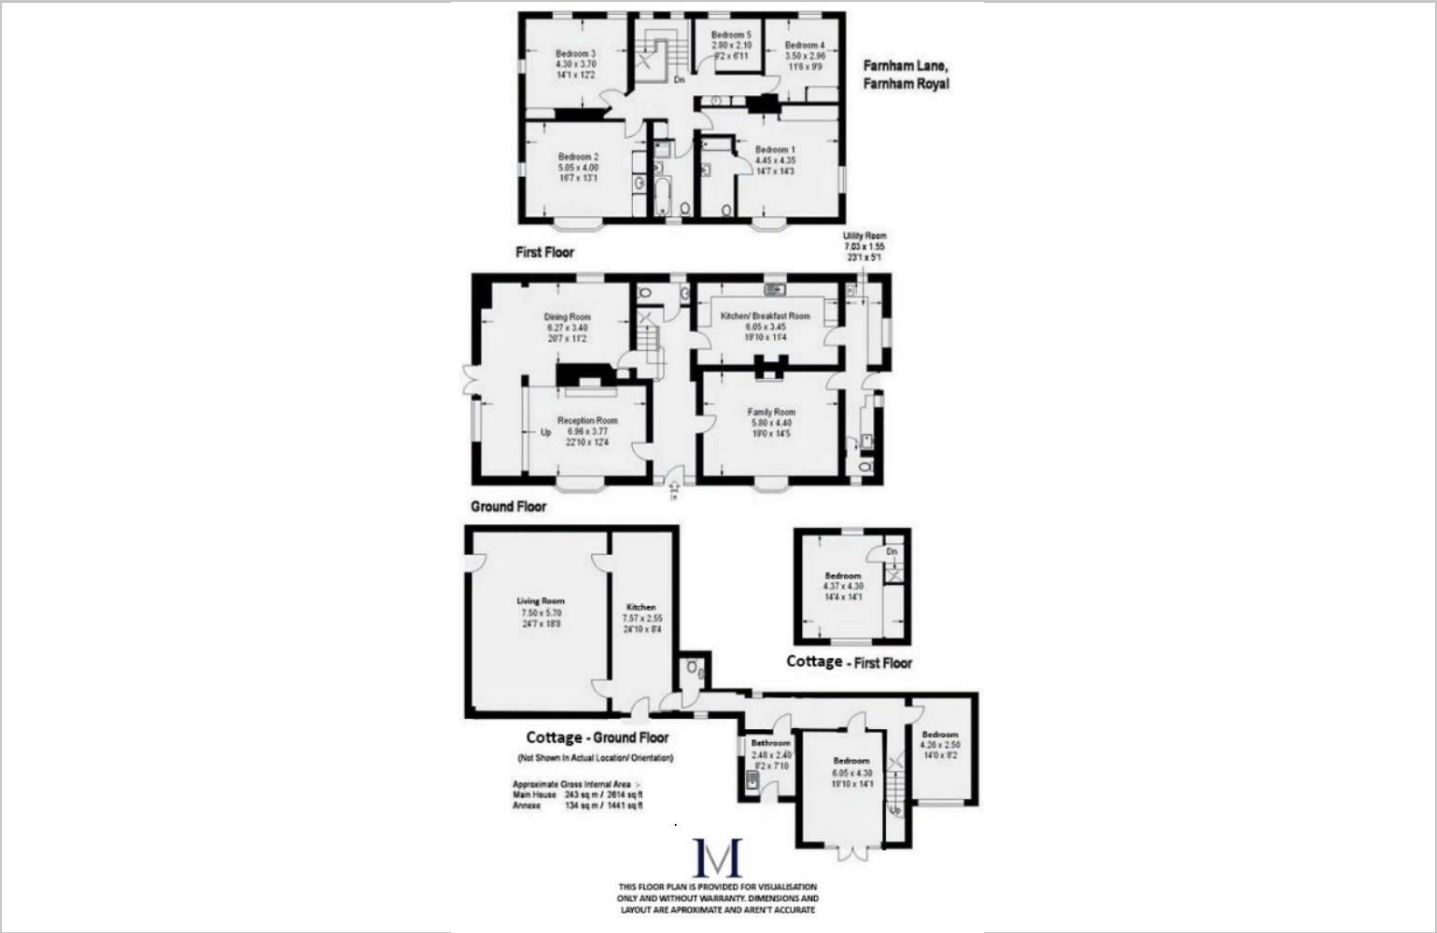 Bedroom 3
4.30 x 3.70
14'1 x 12'2
Dn
Bedroom 5
2.80 x 2.10
9'2 x 6'11
Bedroom 4
3.50 x 2.96
11'6 x 9'9
Farnham Lane,
Farnham Royal
Bedroom 2
5.05 x 4.00
16'7 x 13'1
Bedroom 1
4.45 x 4.35
14'7 x 14'3
First Floor
Utility Room
7.03 x 1.55
23'1 x 5'1
Dining Room
6.27 x 3.40
20'7 x 11'2
Kitchen/ Breakfast Room
6.05 x 3.45
19'10 x 11'4
Reception Room
6.96 x 3.77
22'10 x 12'4
Up
Family Room
5.80 x 4.40
19'0 x 14'5
In
Ground Floor
Living Room
7.50 x 5.70
24'7 x 18'8
Kitchen
7.57 x 2.55
24'10 x 8'4
Bedroom
4.37 x 4.30
14'4 x 14'1
Dn
Cottage - First Floor
Cottage - Ground Floor
(Not Shown In Actual Location/ Orientation)
Bathroom
2.48 x 2.40
8'2 x 7'10
Bedroom
6.05 x 4.30
19'10 x 14'1
Up
Bedroom
4.26 x 2.50
14'0 x 8'2
Approximate Gross Internal Area :-
Main House 243 sq m / 2614 sq ft
Annexe 134 sq m / 1441 sq ft
M
THIS FLOOR PLAN IS PROVIDED FOR VISUALISATION
ONLY AND WITHOUT WARRANTY. DIMENSIONS AND
LAYOUT ARE APROXIMATE AND AREN'T ACCURATE